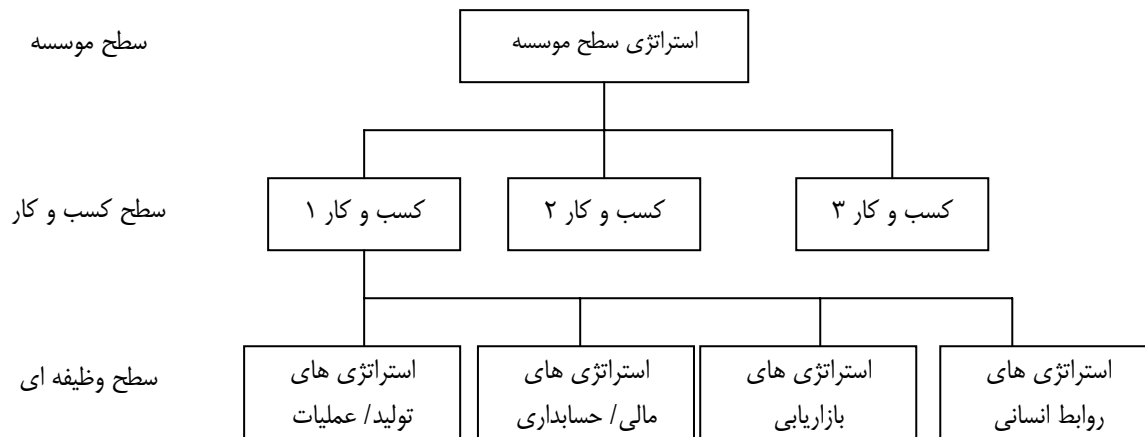 سطح موسسه
استراتژی سطح موسسه
سطح کسب و کار
کسب و کار ۱
کسب و کار ۲
کسب و کار ۳
سطح وظیفه ای
استراتژی های
تولید/ عملیات
استراتژی های
مالی/ حسابداری
استراتژی های
بازاریابی
استراتژی های
روابط انسانی